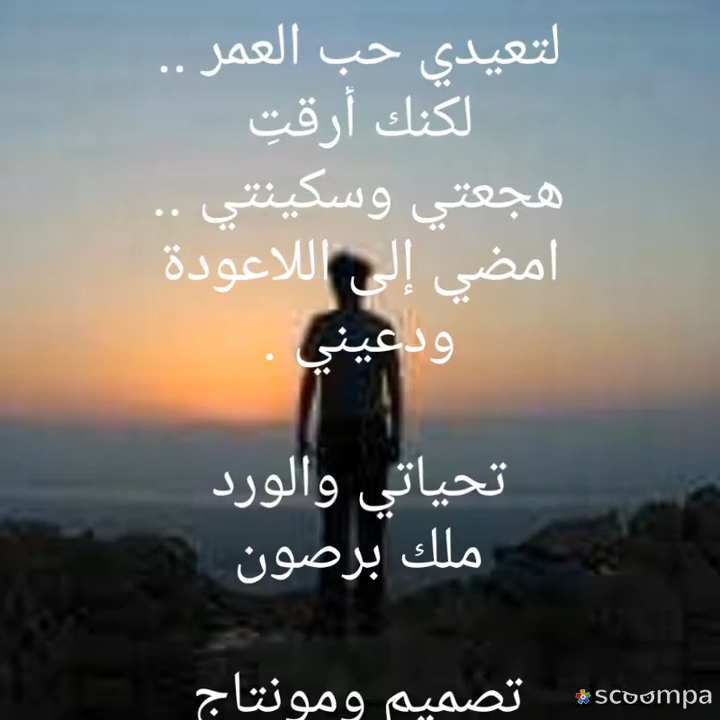 لتعيدي حب العمر ..
لكنك أرقتِ
هجعتي وسكينتي ..
امضي إلى اللاعودة
ودعيني .
تحياتي والورد
ملك برصون
تصميم ومونتاج
scoompa